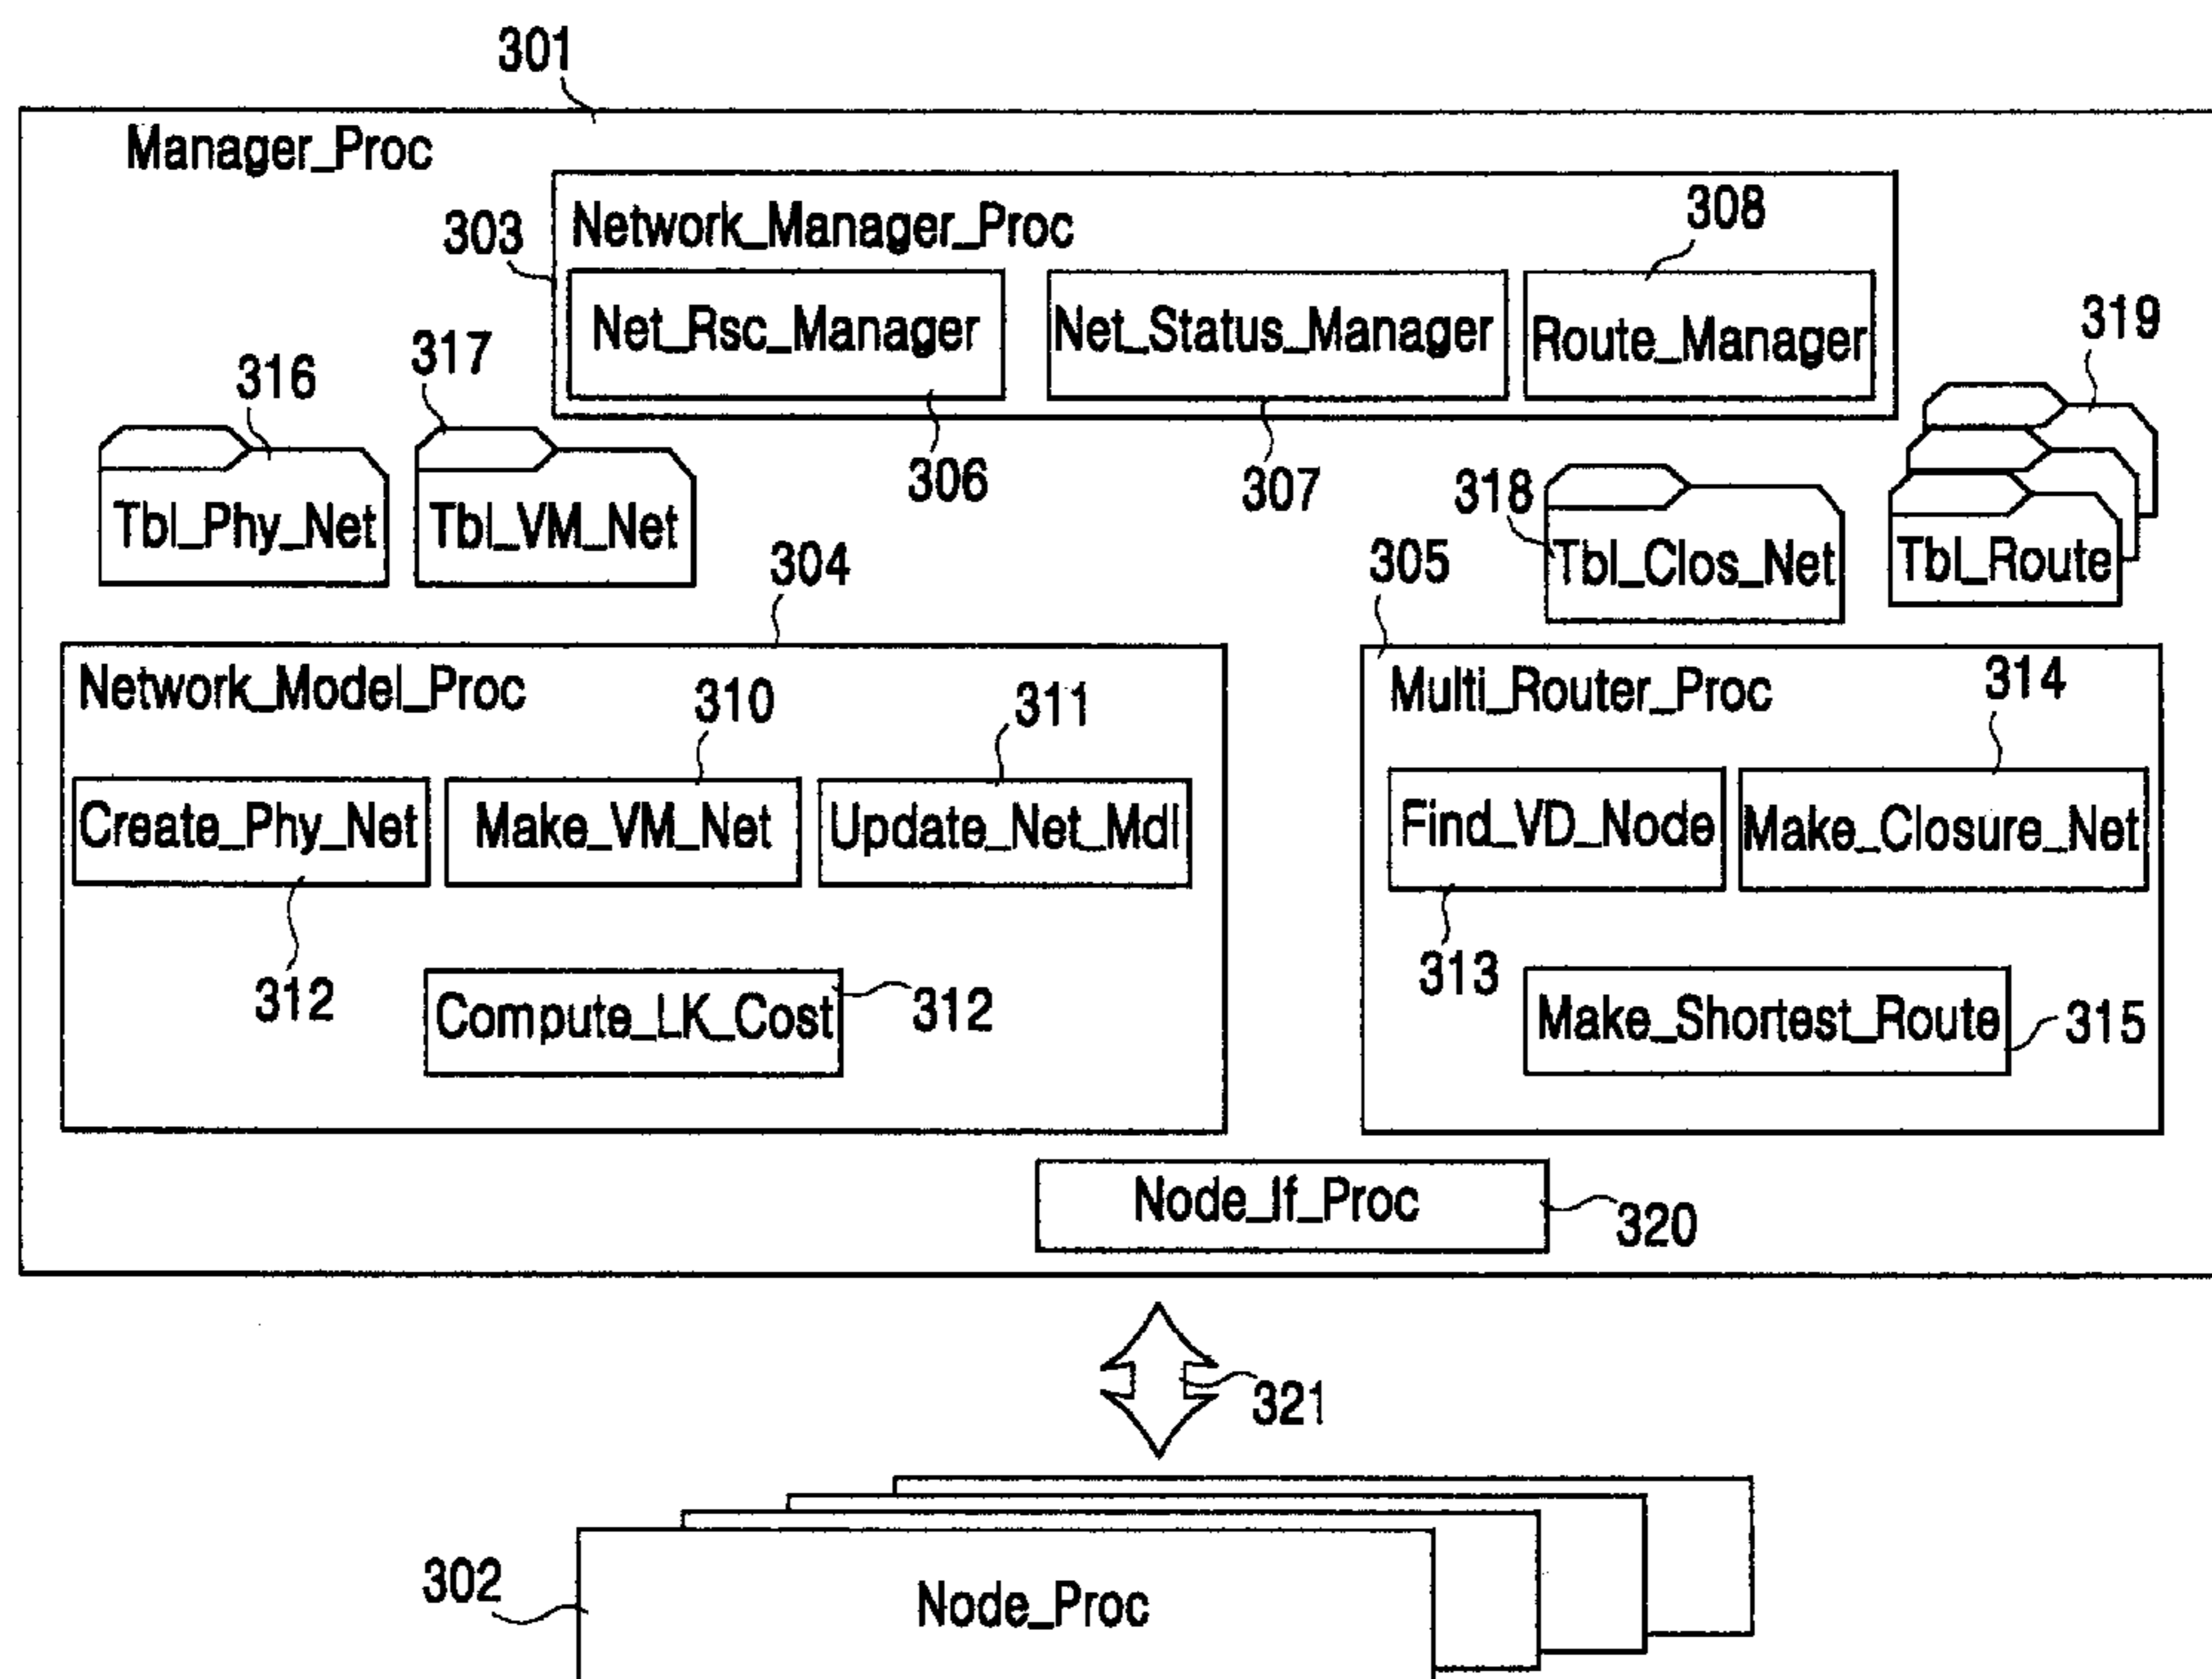 301
Manager_Proc
303
Network_Manager_Proc
308
Net_Rsc_Manager
Net_Status_Manager
Route_Manager
306
307
316
317
318
319
Tbl_Phy_Net
Tbl_VM_Net
Tbl_Clos_Net
Tbl_Route
304
305
Network_Model_Proc
310
311
Create_Phy_Net
Make_VM_Net
Update_Net_Mdl
312
Compute_LK_Cost
312
Multi_Router_Proc
314
Find_VD_Node
Make_Closure_Net
313
Make_Shortest_Route
315
Node_If_Proc
320
321
302
Node_Proc